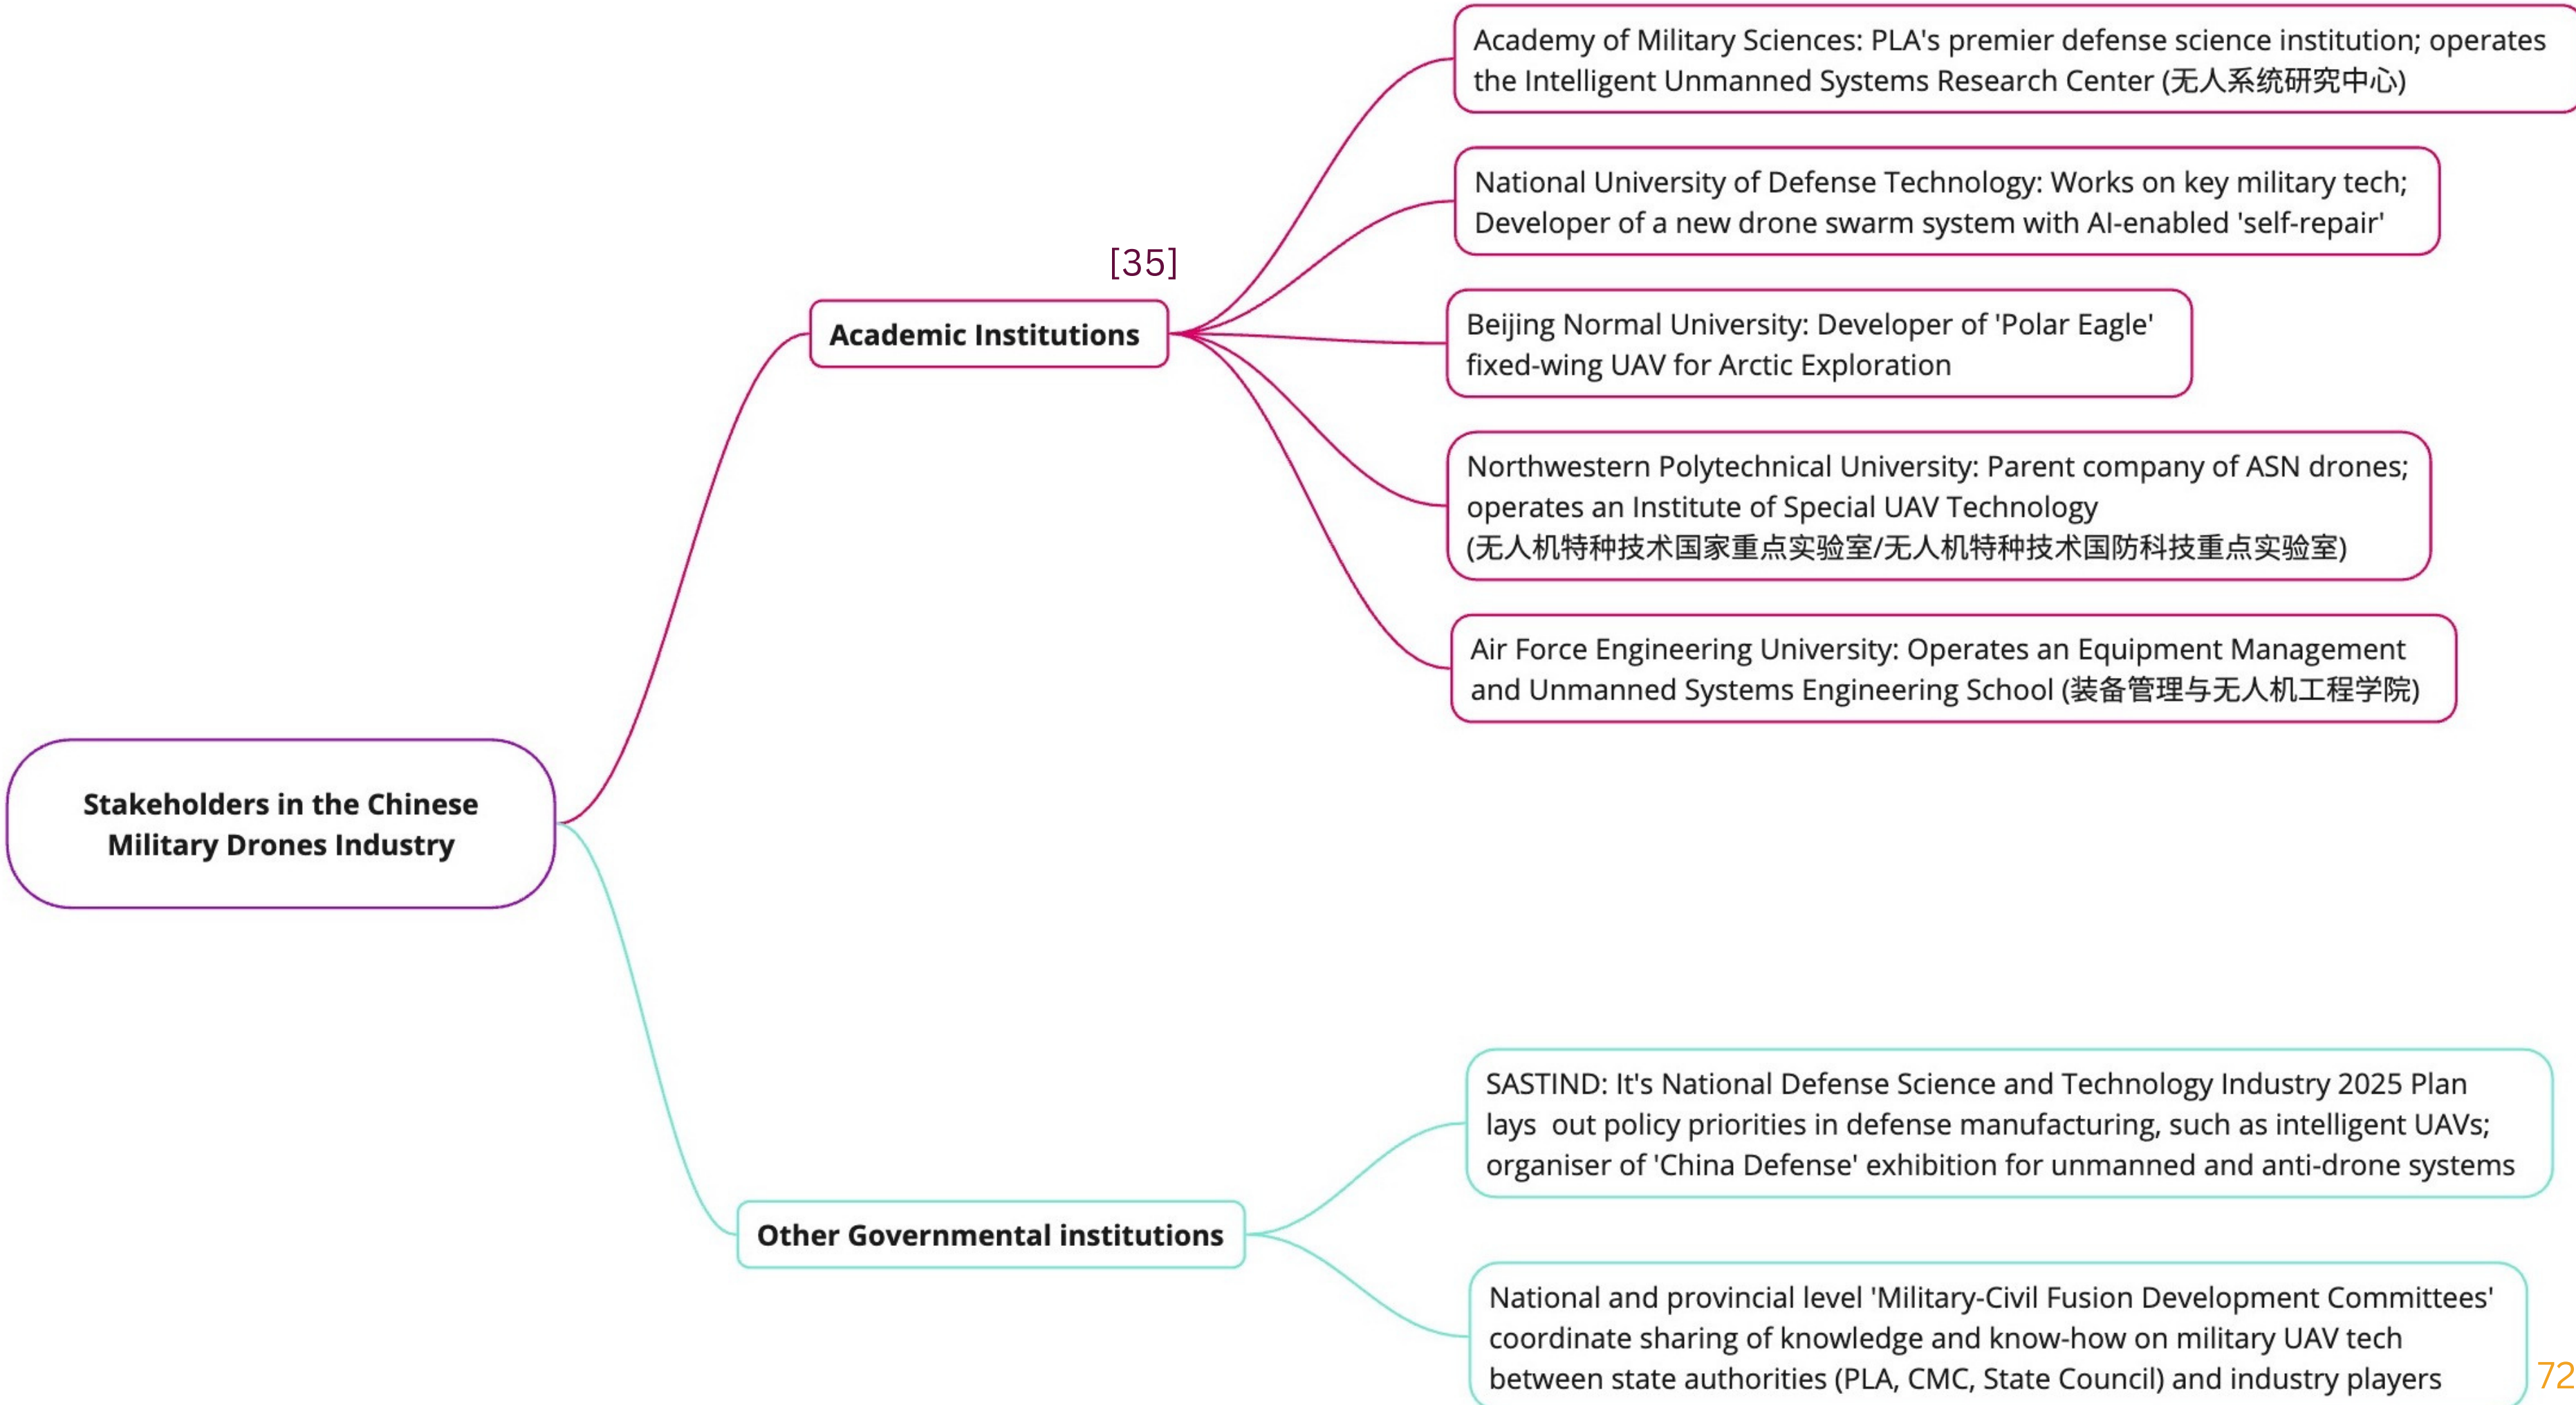 Academy of Military Sciences: PLA's premier defense science institution; operates
the Intelligent Unmanned Systems Research Center (无人系统研究中心)
National University of Defense Technology: Works on key military tech;
Developer of a new drone swarm system with AI-enabled 'self-repair'
[35]
Academic Institutions
Beijing Normal University: Developer of 'Polar Eagle'
fixed-wing UAV for Arctic Exploration
Northwestern Polytechnical University: Parent company of ASN drones;
operates an Institute of Special UAV Technology
(无人机特种技术国家重点实验室/无人机特种技术国防科技重点实验室)
Air Force Engineering University: Operates an Equipment Management
and Unmanned Systems Engineering School (装备管理与无人机工程学院)
Stakeholders in the Chinese
Military Drones Industry
SASTIND: It's National Defense Science and Technology Industry 2025 Plan
lays  out policy priorities in defense manufacturing, such as intelligent UAVs;
organiser of 'China Defense' exhibition for unmanned and anti-drone systems
Other Governmental institutions
National and provincial level 'Military-Civil Fusion Development Committees'
coordinate sharing of knowledge and know-how on military UAV tech
between state authorities (PLA, CMC, State Council) and industry players
72